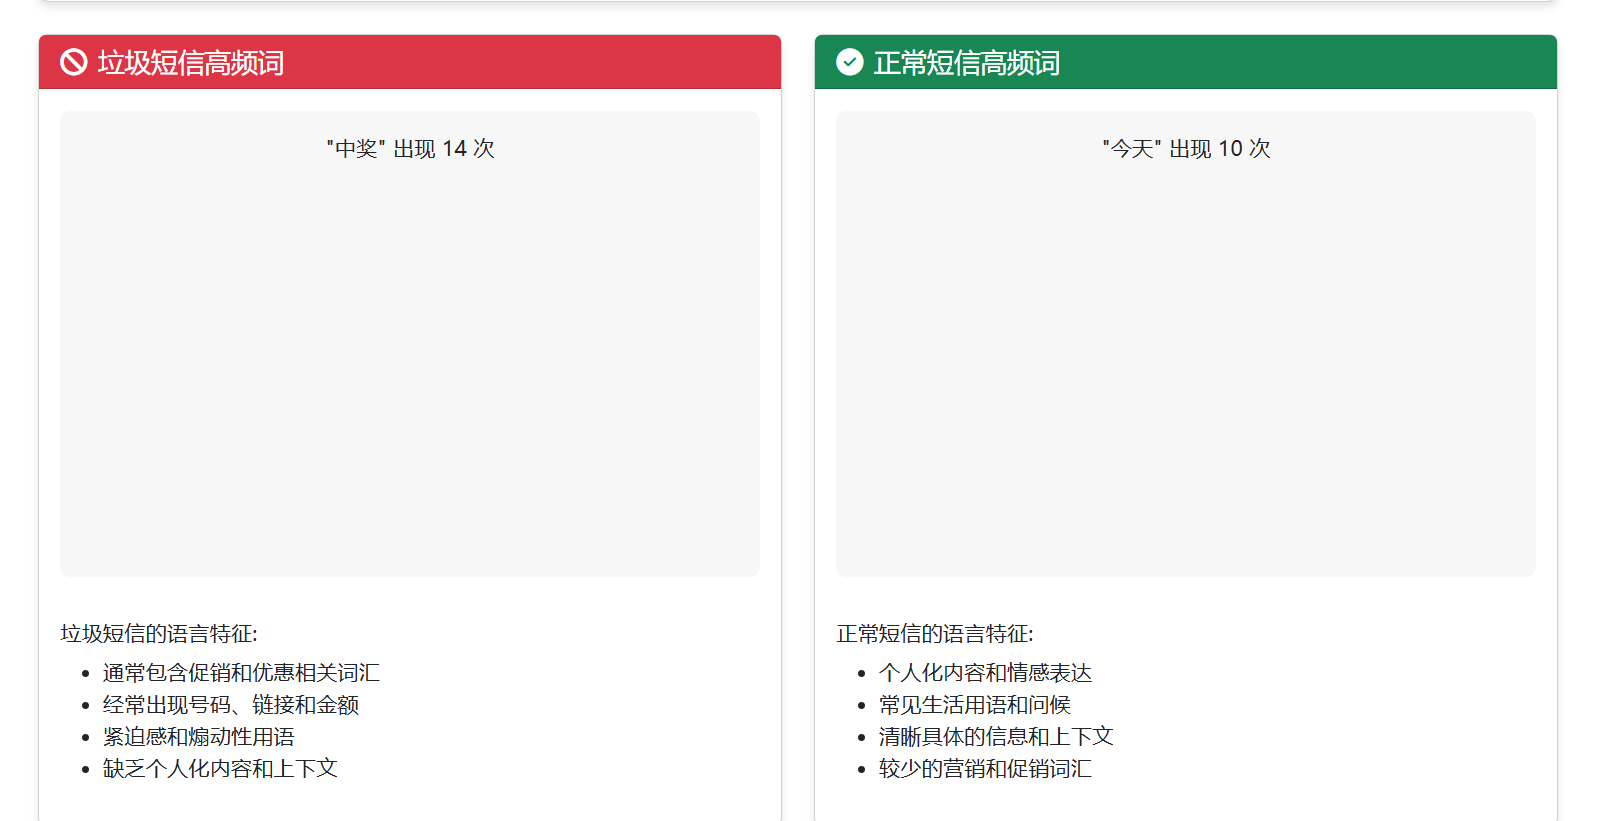 垃圾短信高频词
"中奖" 出现 14 次
垃圾短信的语言特征:
通常包含促销和优惠相关词汇
经常出现号码、链接和金额
紧迫感和煽动性用语
缺乏个人化内容和上下文
正常短信高频词
"今天" 出现 10 次
正常短信的语言特征:
个人化内容和情感表达
常见生活用语和问候
清晰具体的信息和上下文
较少的营销和促销词汇